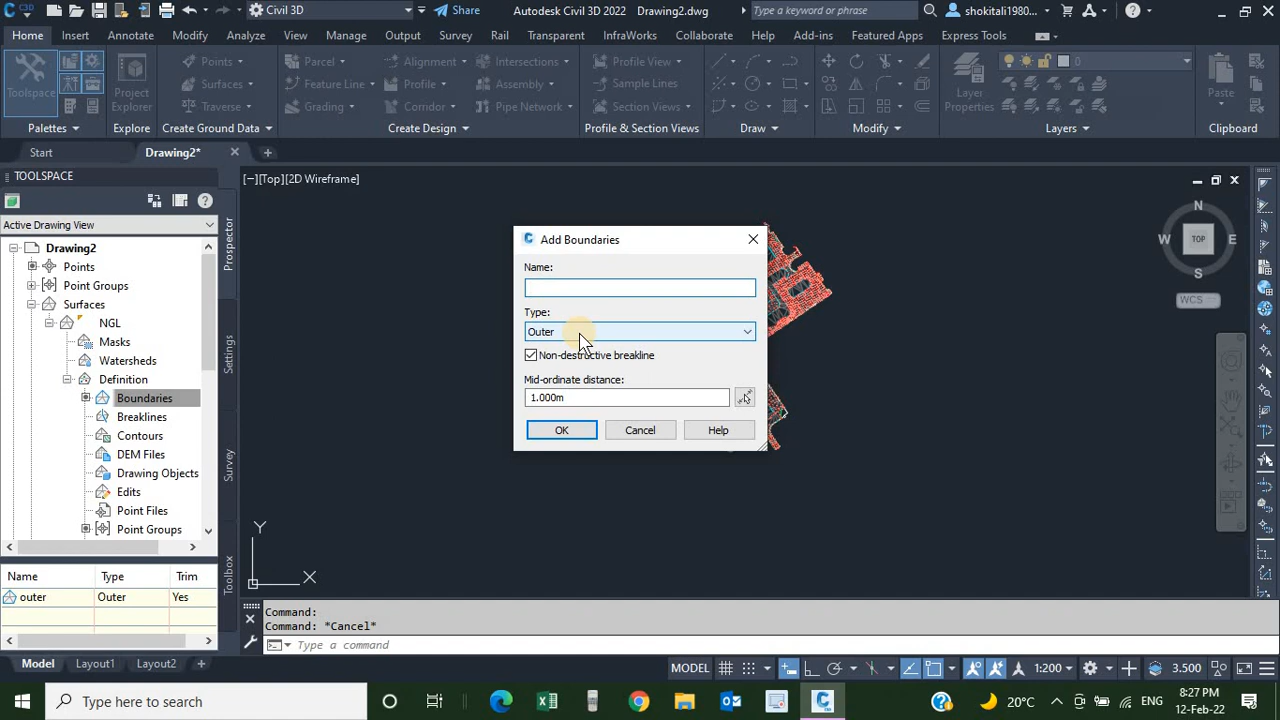 Civil 3D
Share
Autodesk Civil 3D 2022 Drawing2.dwg
Type a keyword or phrase
shokitali1980...
Home Insert Annotate Modify Analyze View Manage Output Survey Rail Transparent InfraWorks Collaborate Help Add-ins Featured Apps Express Tools
Toolspace
Project
Explorer
Points
Surfaces
Traverse
Parcel
Feature Line
Grading
Alignment
Profile
Corridor
Intersections
Assembly
Pipe Network
Profile View
Sample Lines
Section Views
Layer
Properties
0
Paste
Palettes Explore Create Ground Data Create Design Profile & Section Views Draw Modify Layers Clipboard
Start Drawing2*
TOOLSPACE
[−][Top][2D Wireframe]
Active Drawing View
Drawing2
Points
Point Groups
Surfaces
NGL
Masks
Watersheds
Definition
Boundaries
Breaklines
Contours
DEM Files
Drawing Objects
Edits
Point Files
Point Groups
Prospector
Settings
Survey
Toolbox
Name Type Trim
outer Outer Yes
Add Boundaries
Name:
Type:
Outer
Non-destructive breakline
Mid-ordinate distance:
1.000m
OK Cancel Help
N
W TOP E
S
WCS
Y
X
Command:
Command: *Cancel*
Type a command
Model Layout1 Layout2
MODEL 1:200 3.500
Type here to search
20°C
ENG
8:27 PM
12-Feb-22